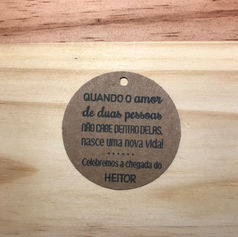 QUANDO O amor
de duas pessoas
NÃO CABE DENTRO DELAS,
nasce uma nova vida!
Celebremos a chegada do
HEITOR